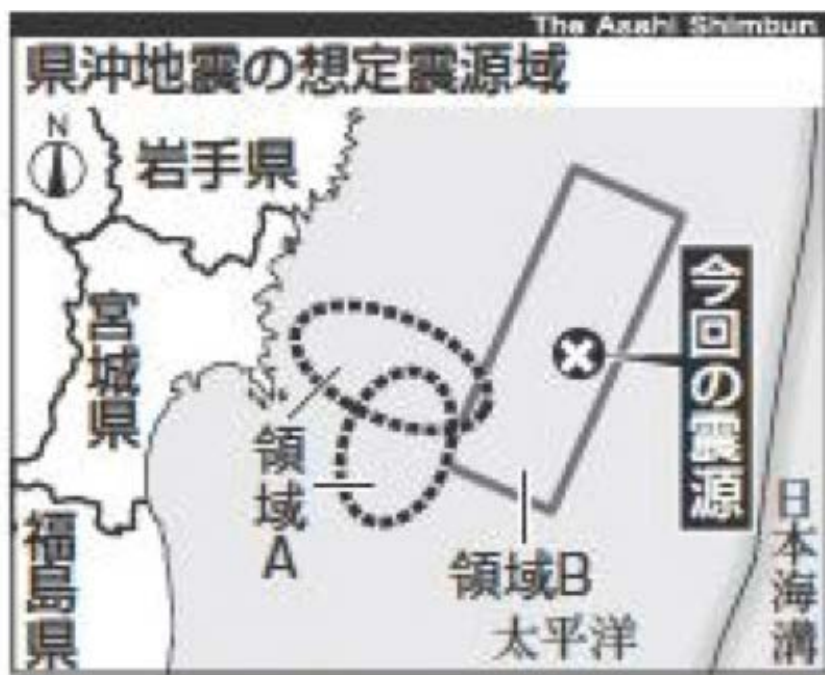 The Asahi Shimbun
県沖地震の想定震源域
N
岩手県
宮城県
今回の震源
領域A
領域B
太平洋
日本海溝
福島県